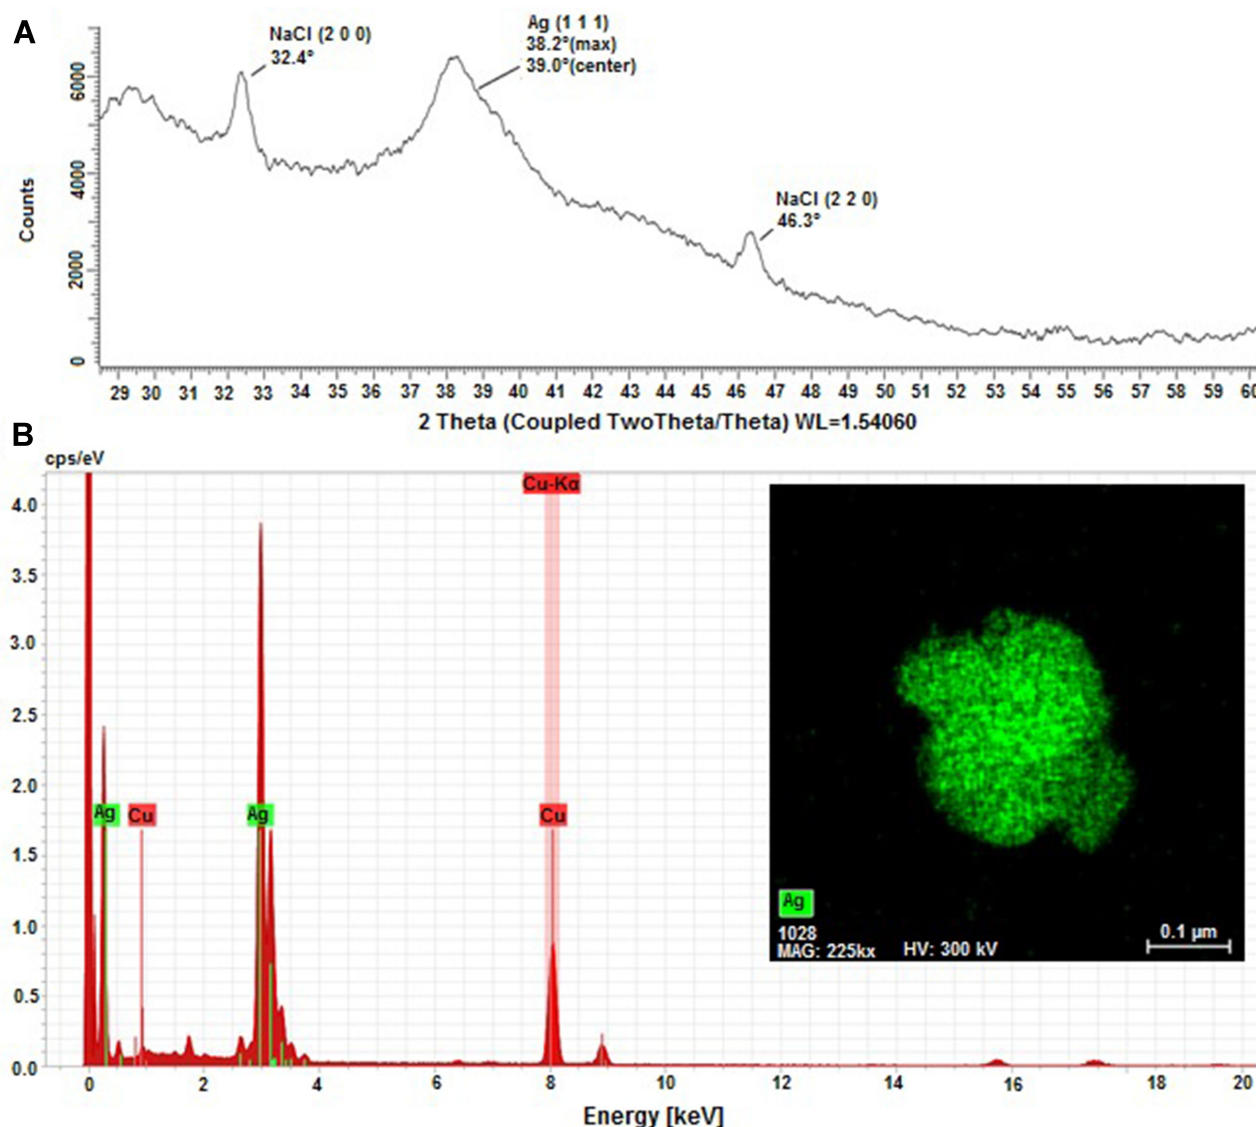 A
NaCl (2 0 0)
32.4°
Ag (1 1 1)
38.2°(max)
39.0°(center)
NaCl (2 2 0)
46.3°
Counts
6000
4000
2000
0
29 30 32 32 33 34 35 36 37 38 39 40 41 42 43 44 45 46 47 48 49 50 51 52 53 54 55 56 57 58 59 60
2 Theta (Coupled TwoTheta/Theta) WL=1.54060
B
cps/eV
4.0
3.5
3.0
2.5
2.0
1.5
1.0
0.5
0.0
Cu-Kα
Ag Cu Ag Cu
Ag
1028
MAG: 225kx HV: 300 kV
0.1 µm
0 2 4 6 8 10 12 14 16 18 20
Energy [keV]